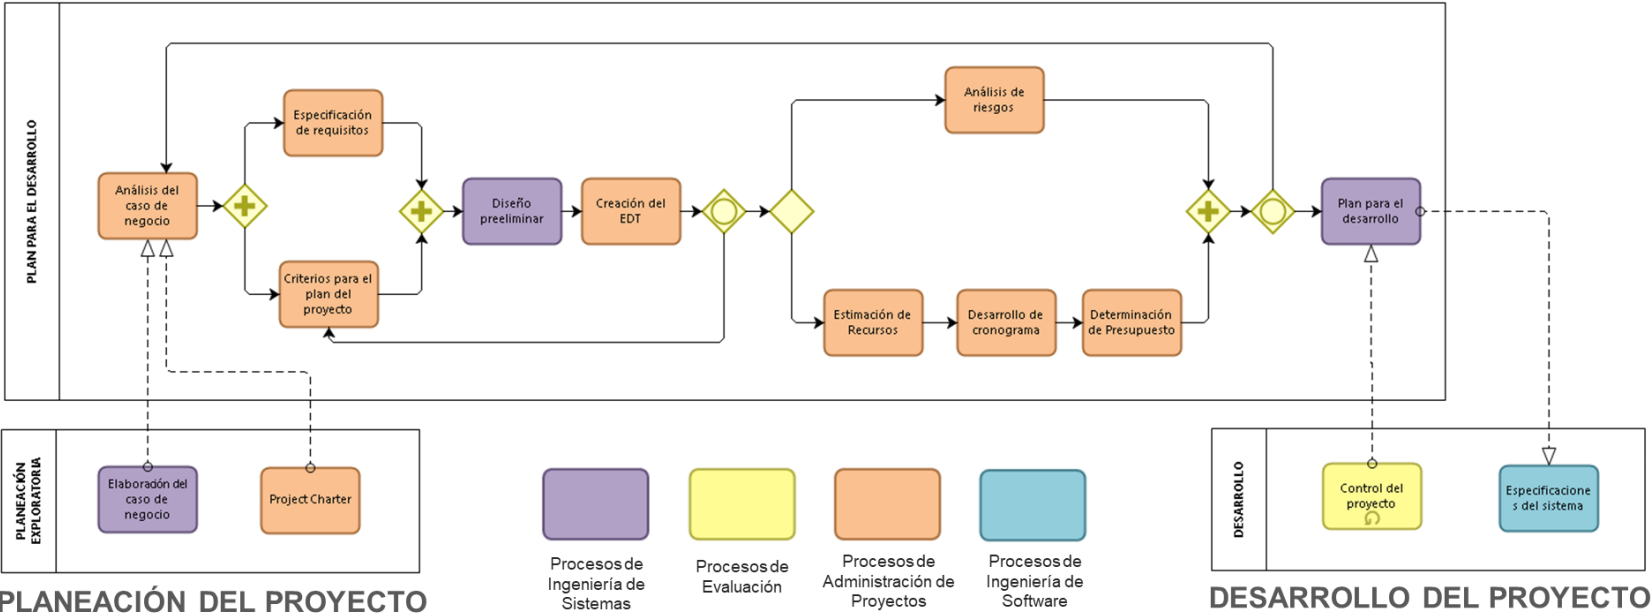 PLAN PARA EL DESARROLLO
Análisis del
caso de
negocio
Especificación
de requisitos
Criterios para el
plan del
proyecto
Diseño
preeliminar
Creación del
EDT
Análisis de
riesgos
Estimación de
Recursos
Desarrollo de
cronograma
Determinación
de Presupuesto
Plan para el
desarrollo
PLANEACIÓN
EXPLORATORIA
Elaboración del
caso de
negocio
Project Charter
Procesos de
Ingeniería de
Sistemas
Procesos de
Evaluación
Procesos de
Administración de
Proyectos
Procesos de
Ingeniería de
Software
DESARROLLO
Control del
proyecto
Especificacione
s del sistema
PLANEACIÓN DEL PROYECTO
DESARROLLO DEL PROYECTO